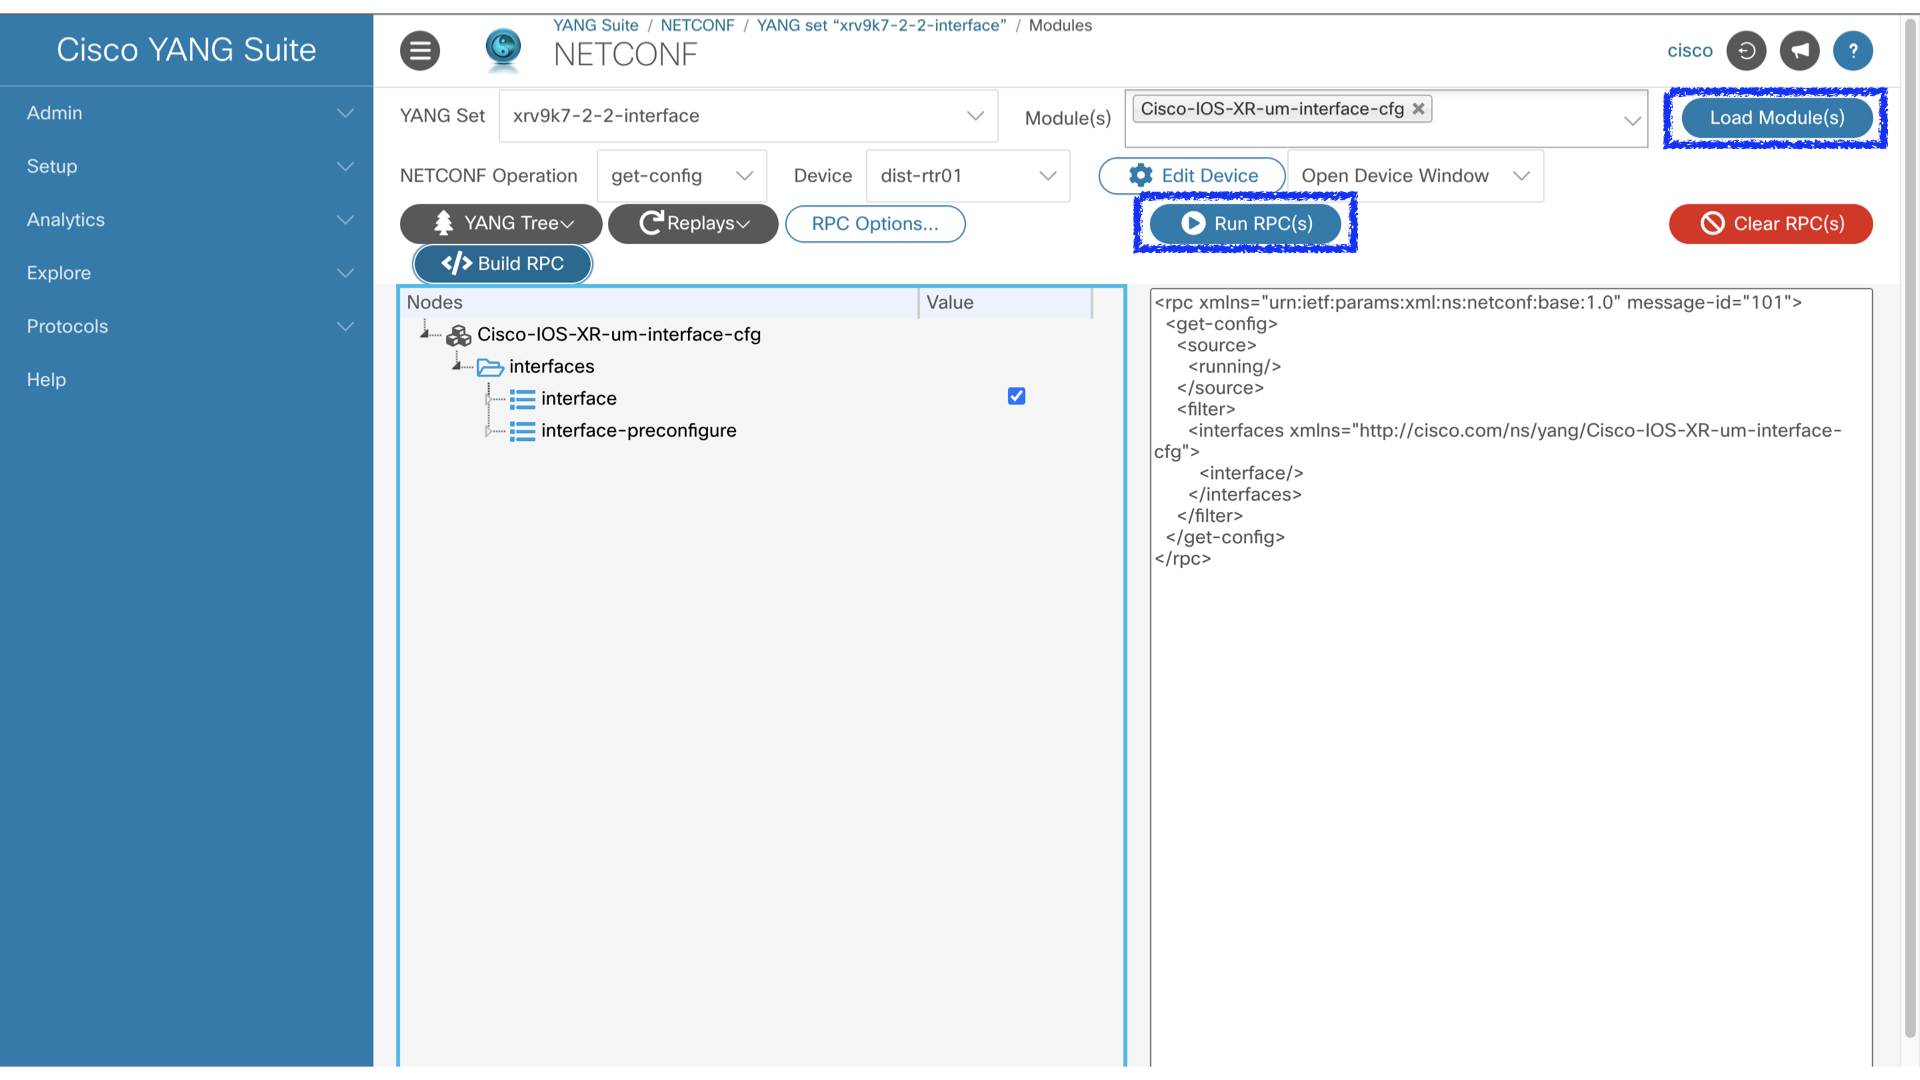 Cisco YANG Suite
Admin
Setup
Analytics
Explore
Protocols
Help
YANG Suite / NETCONF / YANG set “xrv9k7-2-2-interface” / Modules
NETCONF
cisco
?
YANG Set
xrv9k7-2-2-interface
Module(s)
Cisco-IOS-XR-um-interface-cfg ×
Load Module(s)
NETCONF Operation
get-config
Device
dist-rtr01
Edit Device
Open Device Window
YANG Tree
Replays
RPC Options...
Run RPC(s)
Clear RPC(s)
</> Build RPC
Nodes
Value
Cisco-IOS-XR-um-interface-cfg
interfaces
interface
interface-preconfigure
<rpc xmlns="urn:ietf:params:xml:ns:netconf:base:1.0" message-id="101">
<get-config>
<source>
<running/>
</source>
<filter>
<interfaces xmlns="http://cisco.com/ns/yang/Cisco-IOS-XR-um-interface-
cfg">
<interface/>
</interfaces>
</filter>
</get-config>
</rpc>